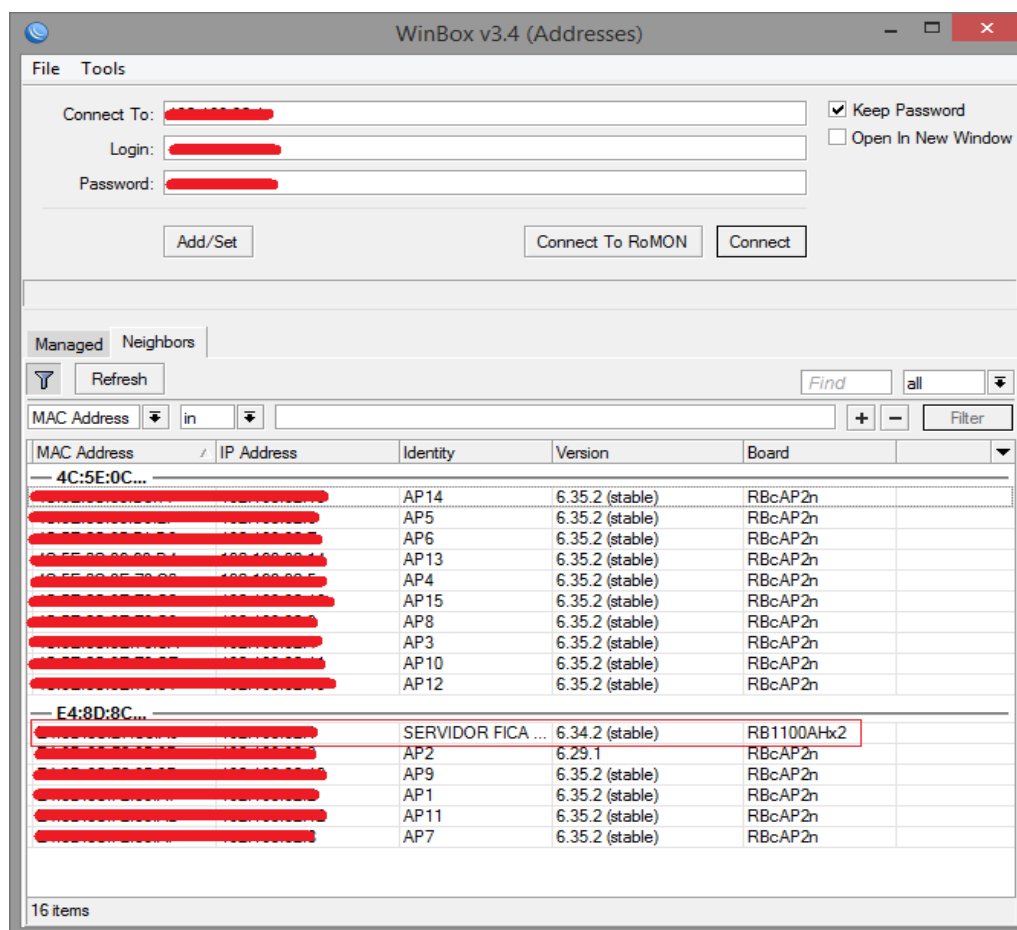 WinBox v3.4 (Addresses)
File Tools
Connect To:
Keep Password
Login:
Open In New Window
Password:
Add/Set Connect To RoMON Connect
Managed Neighbors
Refresh Find all
MAC Address in + − Filter
MAC Address IP Address Identity Version Board
4C:5E:0C...
AP14 6.35.2 (stable) RBcAP2n
AP5 6.35.2 (stable) RBcAP2n
AP6 6.35.2 (stable) RBcAP2n
AP13 6.35.2 (stable) RBcAP2n
AP4 6.35.2 (stable) RBcAP2n
AP15 6.35.2 (stable) RBcAP2n
AP8 6.35.2 (stable) RBcAP2n
AP3 6.35.2 (stable) RBcAP2n
AP10 6.35.2 (stable) RBcAP2n
AP12 6.35.2 (stable) RBcAP2n
E4:8D:8C...
SERVIDOR FICA ... 6.34.2 (stable) RB1100AHx2
AP2 6.29.1 RBcAP2n
AP9 6.35.2 (stable) RBcAP2n
AP1 6.35.2 (stable) RBcAP2n
AP11 6.35.2 (stable) RBcAP2n
AP7 6.35.2 (stable) RBcAP2n
16 items